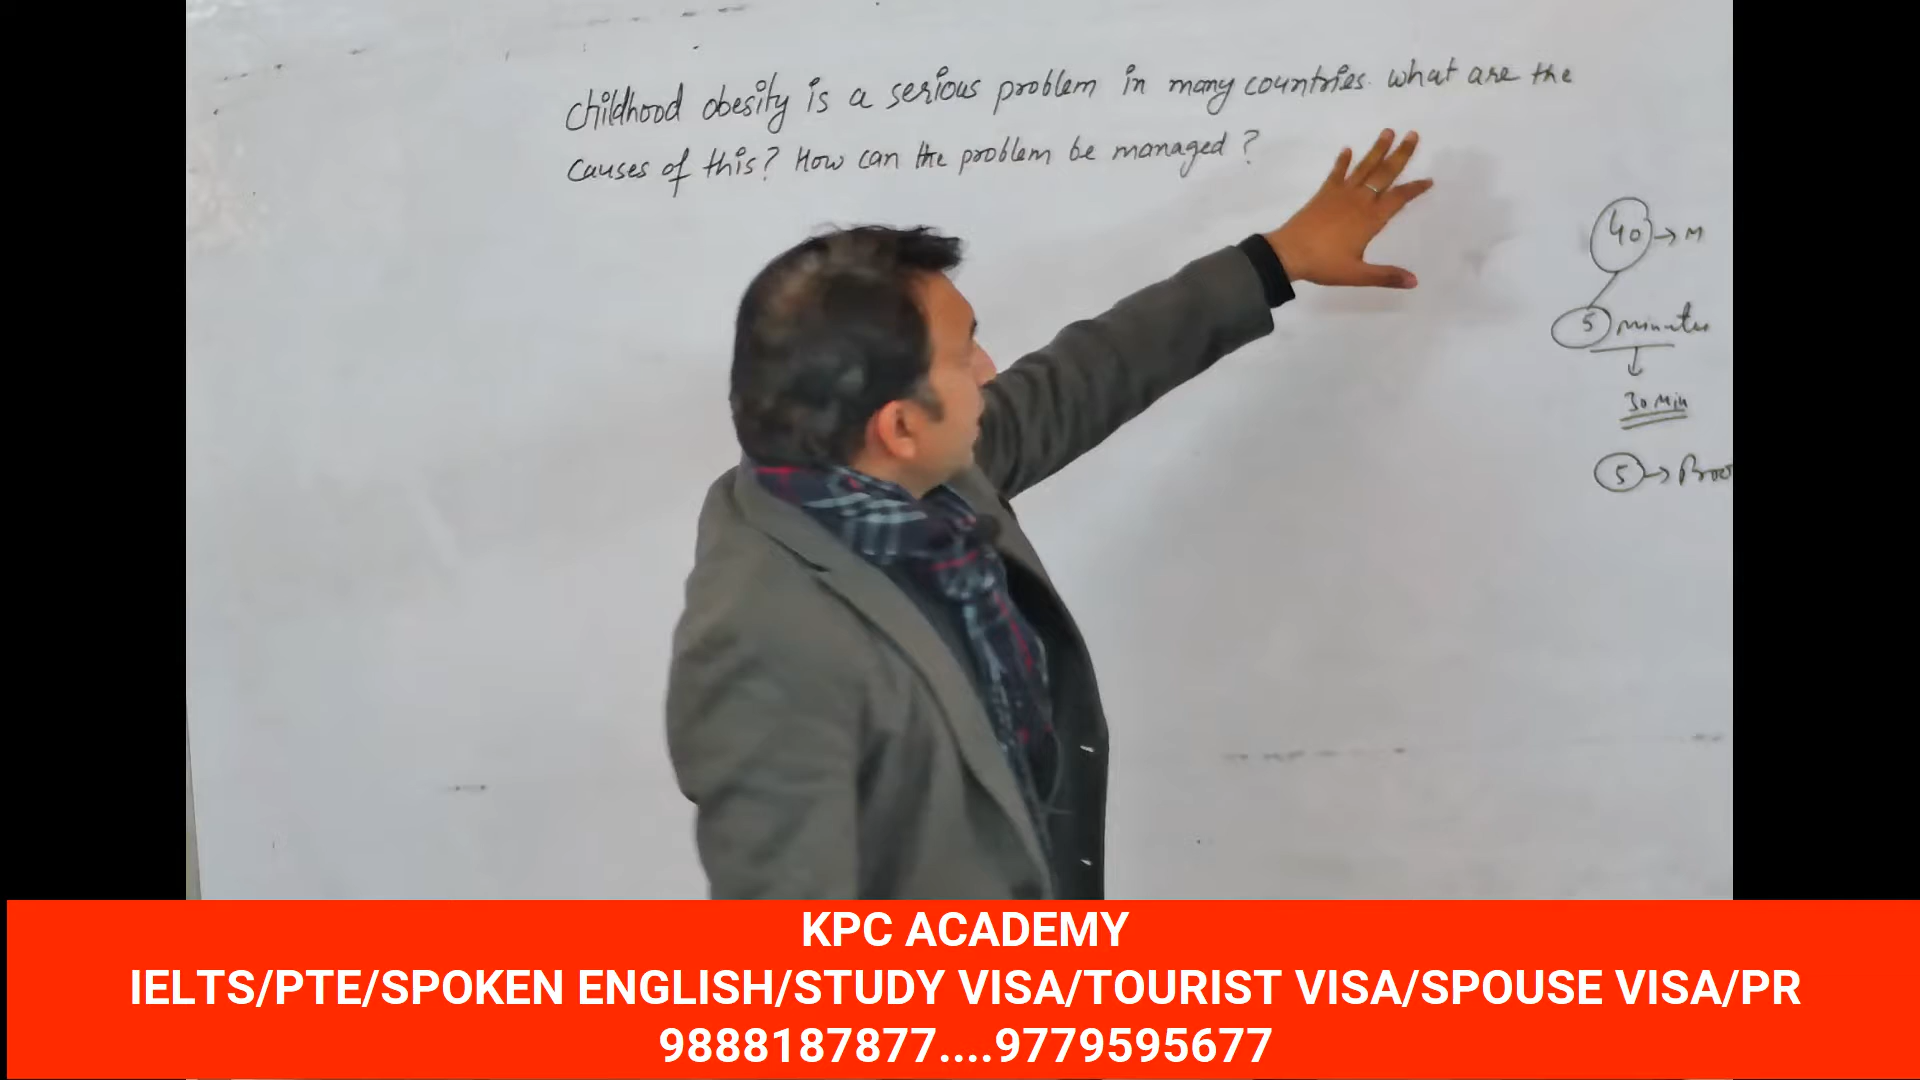 Childhood obesity is a serious problem in many countries. What are the
causes of this? How can the problem be managed?
40 → M
5 minutes
30 Min
5 →
KPC ACADEMY
IELTS/PTE/SPOKEN ENGLISH/STUDY VISA/TOURIST VISA/SPOUSE VISA/PR
9888187877....9779595677